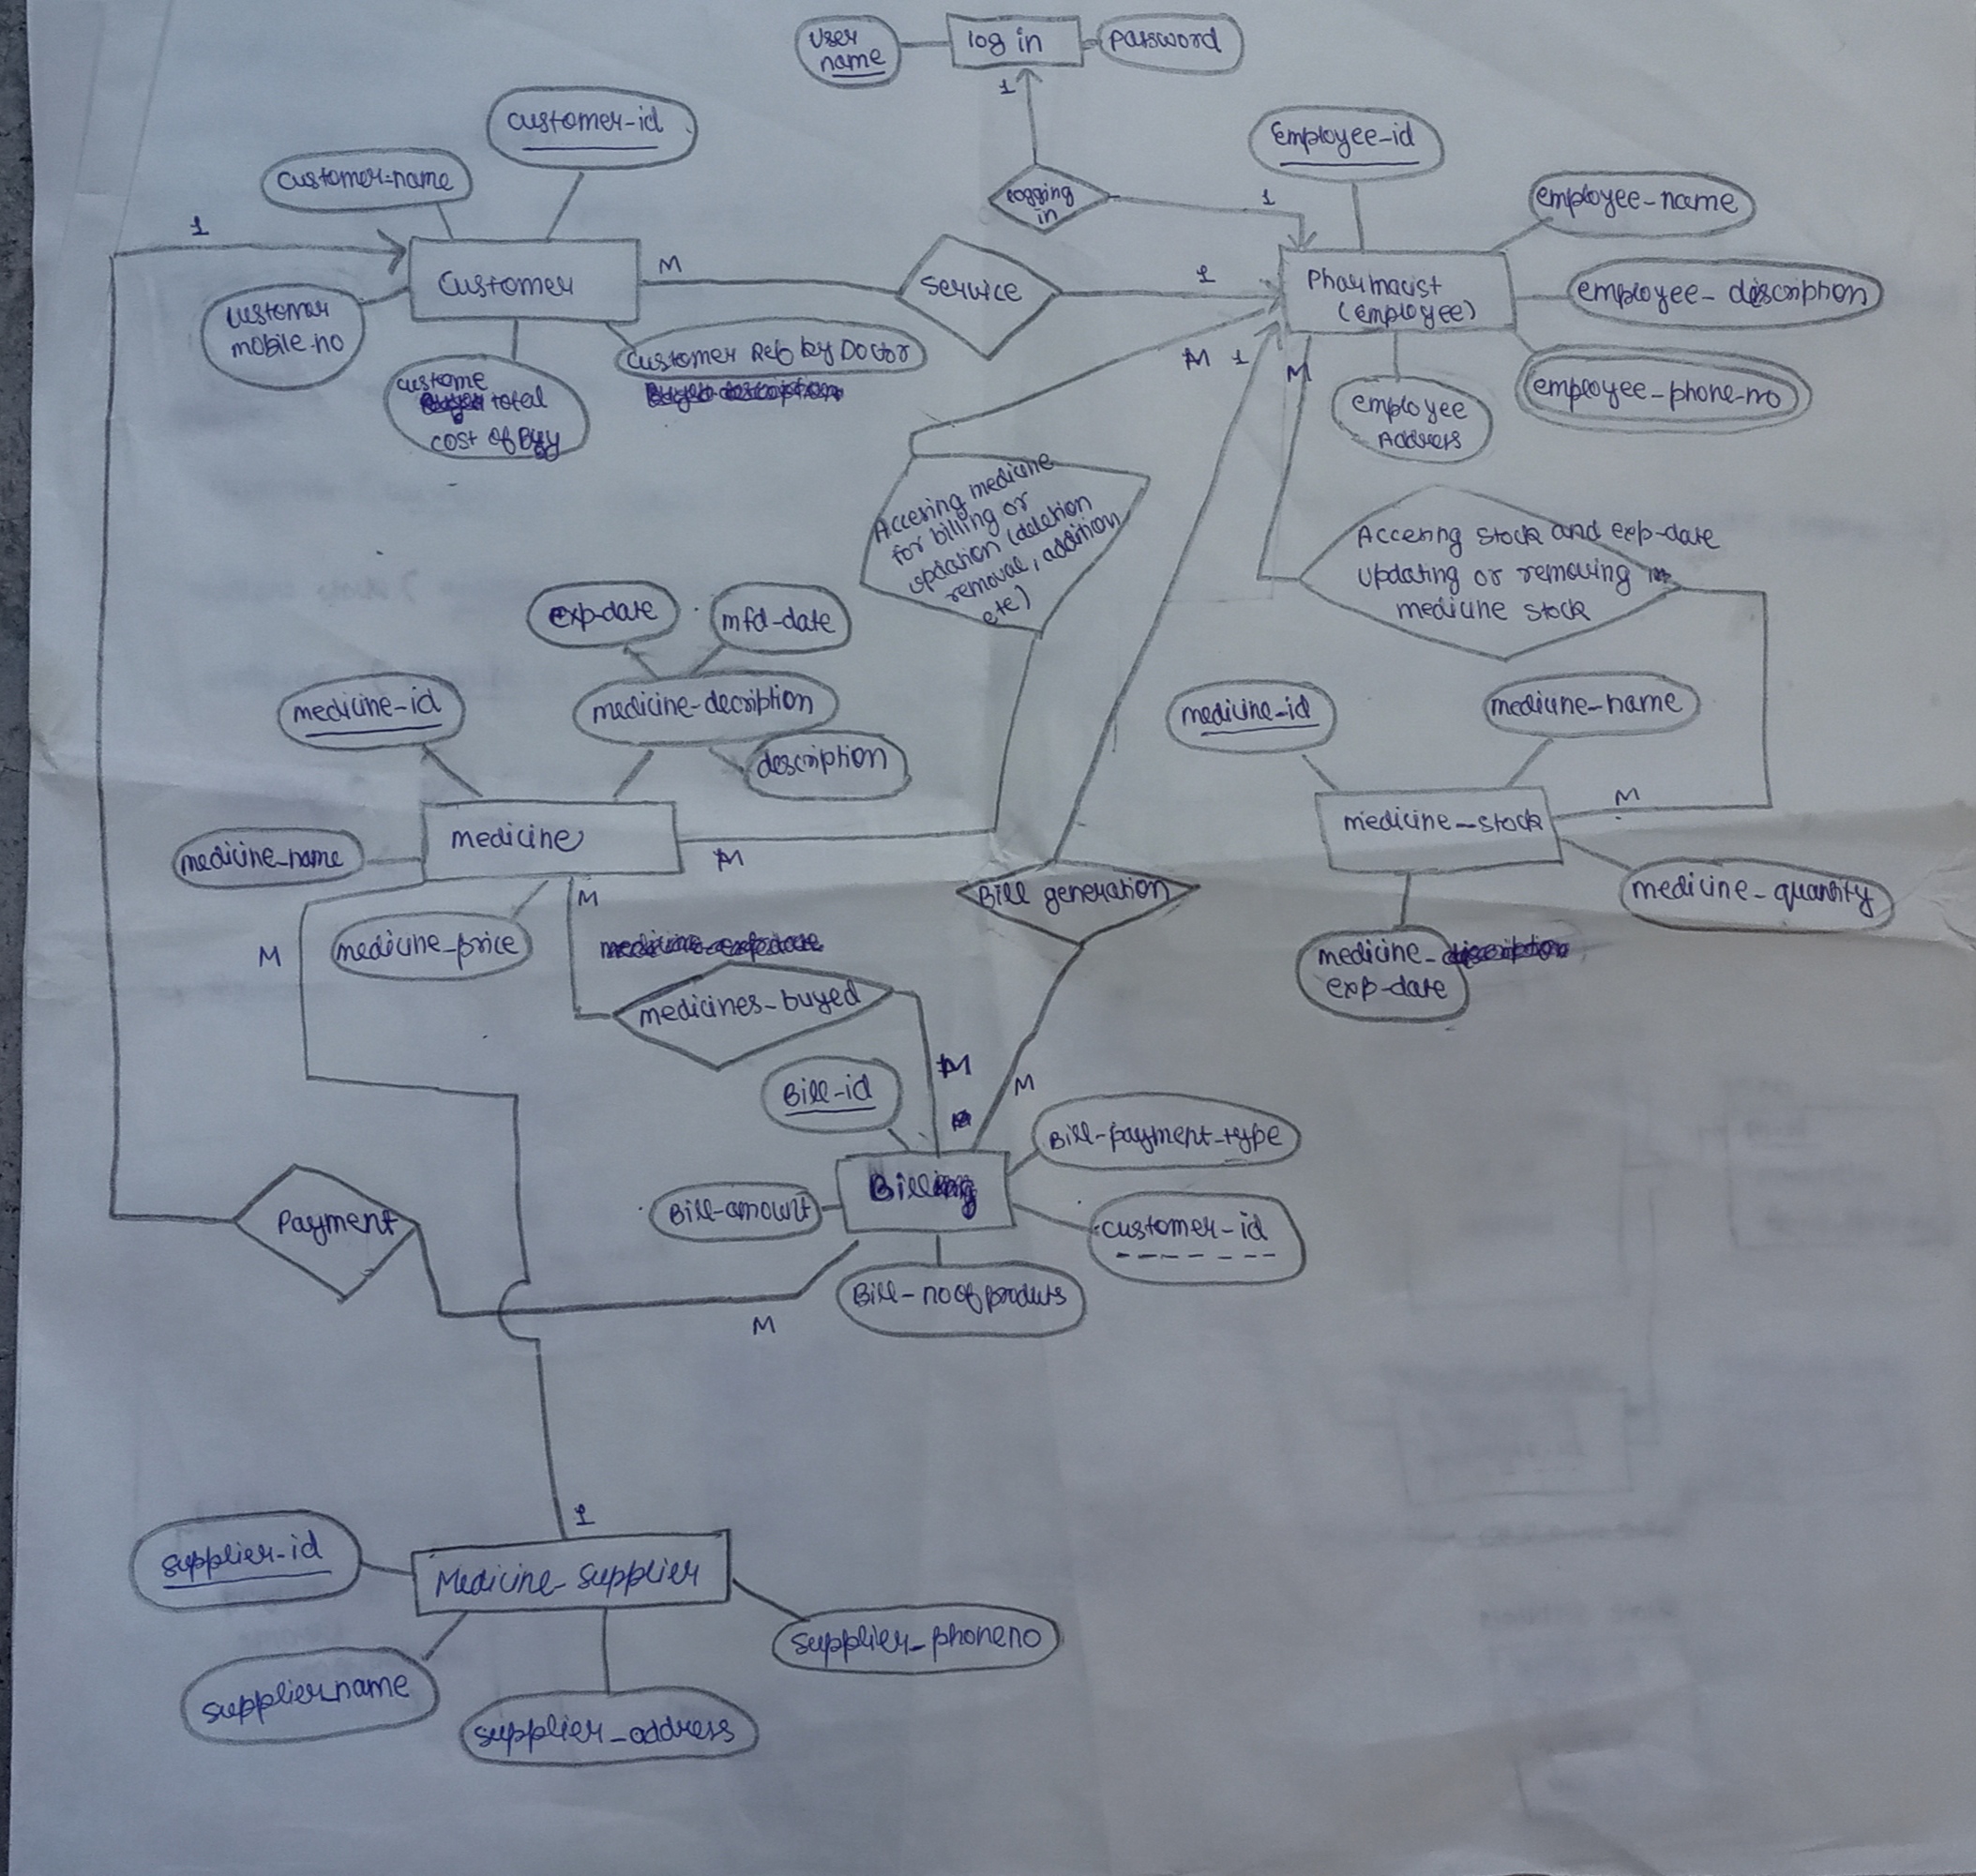 User
name
log in
password
1
customer-id
Employee-id
customer-name
logging
in
1
employee-name
1
Customer
M
Service
1
Pharmacist
(employee)
employee- discription
customer
mobile-no
customer Ref by Doctor
M
1
M
employee-phone-no
custome
total
cost of Buy
employee
Address
Accesing medicine
for billing or
updation (deletion
removal, addition
etc)
Accesing stock and exp-date
updating or removing
medicine stock
exp-date
mfd-date
medicine-id
medicine-decription
description
medicine-id
medicine-name
medicine
medicine-name
M
medicine-stock
M
M
Bill generation
medicine-quantity
M
medicine-price
medicine-
exp-date
medicines-buyed
M
M
Bill-id
Bill-payment-type
Billing
Bill-amount
customer-id
Payment
Bill- no of produts
M
1
supplier-id
Medicine-supplier
supplier-phoneno
supplier-name
supplier-address